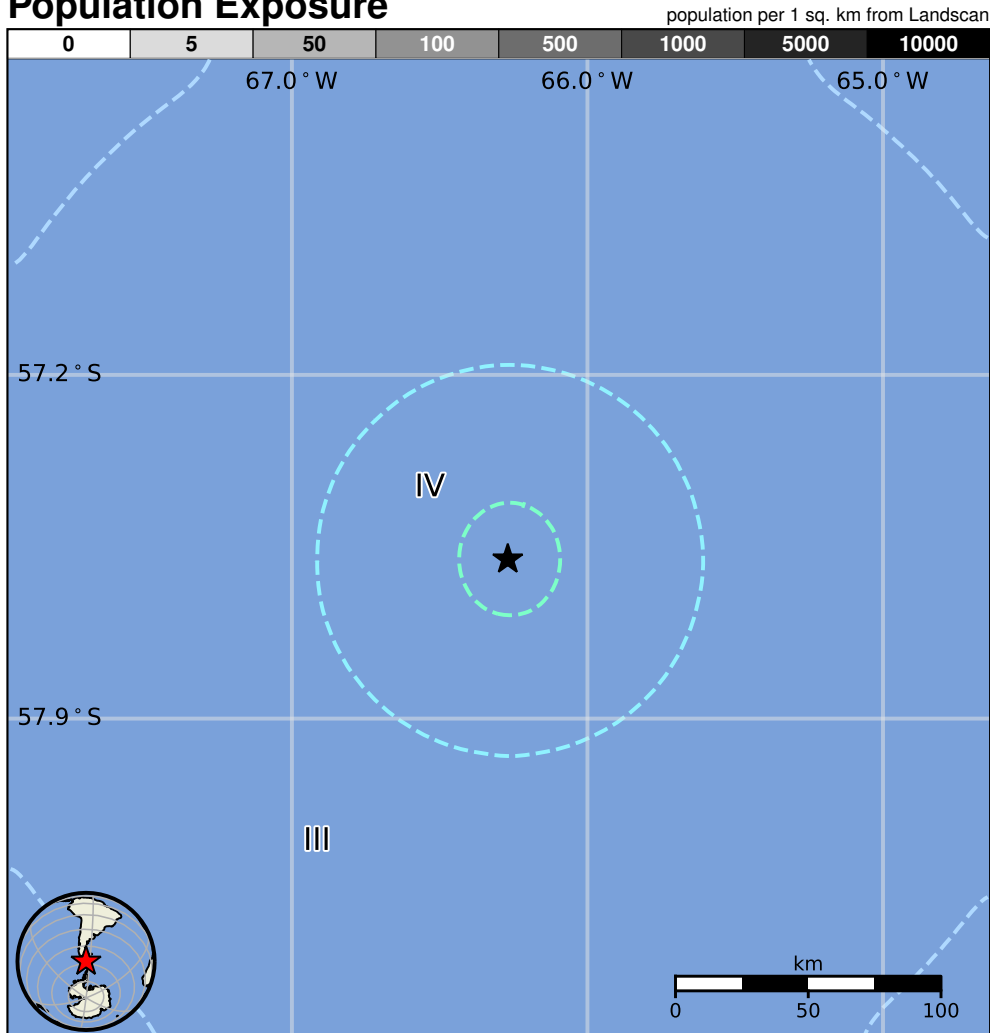 Population Exposure
population per 1 sq. km from Landscan
0 5 50 100 500 1000 5000 10000
67.0°W 66.0°W 65.0°W
57.2°S
IV
57.9°S
III
km
0 50 100